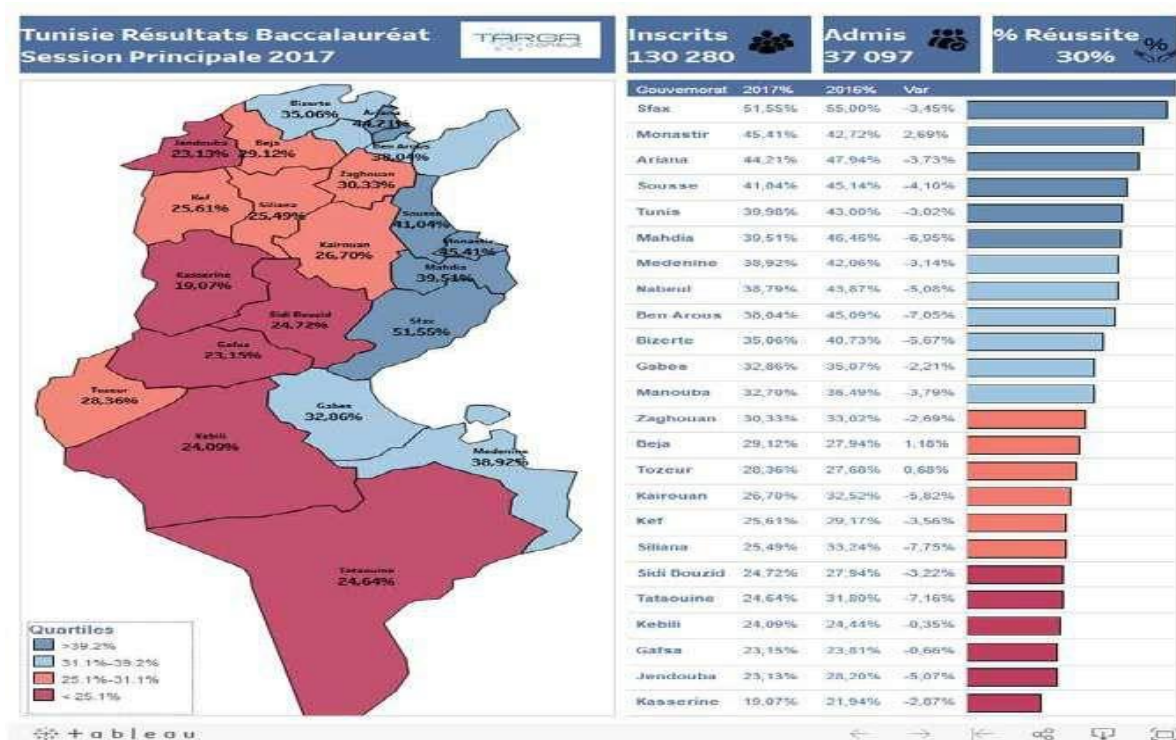 Tunisie Résultats Baccalauréat
Session Principale 2017
TARGA
consult
Inscrits
130 280
Admis
37 097
% Réussite
30%
%
Bizerte
35,06%
Ariana
44,71%
Ben Arous
38,04%
Jendouba
23,13%
Beja
29,12%
Zaghouan
30,33%
Kef
25,61%
Siliana
25,49%
Sousse
41,04%
Kairouan
26,70%
Monastir
45,41%
Mahdia
39,51%
Kasserine
19,07%
Sidi Bouzid
24,72%
Sfax
51,55%
Gafsa
23,15%
Tozeur
28,36%
Gabes
32,86%
Kebili
24,09%
Medenine
38,92%
Tataouine
24,64%
Quartiles
>39.2%
31.1%-39.2%
25.1%-31.1%
< 25.1%
Gouvernorat 2017% 2016% Var
Sfax 51,55% 55,00% -3,45%
Monastir 45,41% 42,72% 2,69%
Ariana 44,21% 47,94% -3,73%
Sousse 41,04% 45,14% -4,10%
Tunis 39,98% 43,00% -3,02%
Mahdia 39,51% 46,46% -6,95%
Medenine 38,92% 42,06% -3,14%
Nabeul 38,79% 43,87% -5,08%
Ben Arous 38,04% 45,09% -7,05%
Bizerte 35,06% 40,73% -5,67%
Gabes 32,86% 35,07% -2,21%
Manouba 32,70% 36,49% -3,79%
Zaghouan 30,33% 33,02% -2,69%
Beja 29,12% 27,94% 1,18%
Tozeur 28,36% 27,68% 0,68%
Kairouan 26,70% 32,52% -5,82%
Kef 25,61% 29,17% -3,56%
Siliana 25,49% 33,24% -7,75%
Sidi Bouzid 24,72% 27,94% -3,22%
Tataouine 24,64% 31,80% -7,16%
Kebili 24,09% 24,44% -0,35%
Gafsa 23,15% 23,81% -0,66%
Jendouba 23,13% 28,20% -5,07%
Kasserine 19,07% 21,94% -2,87%
+ a b l e a u